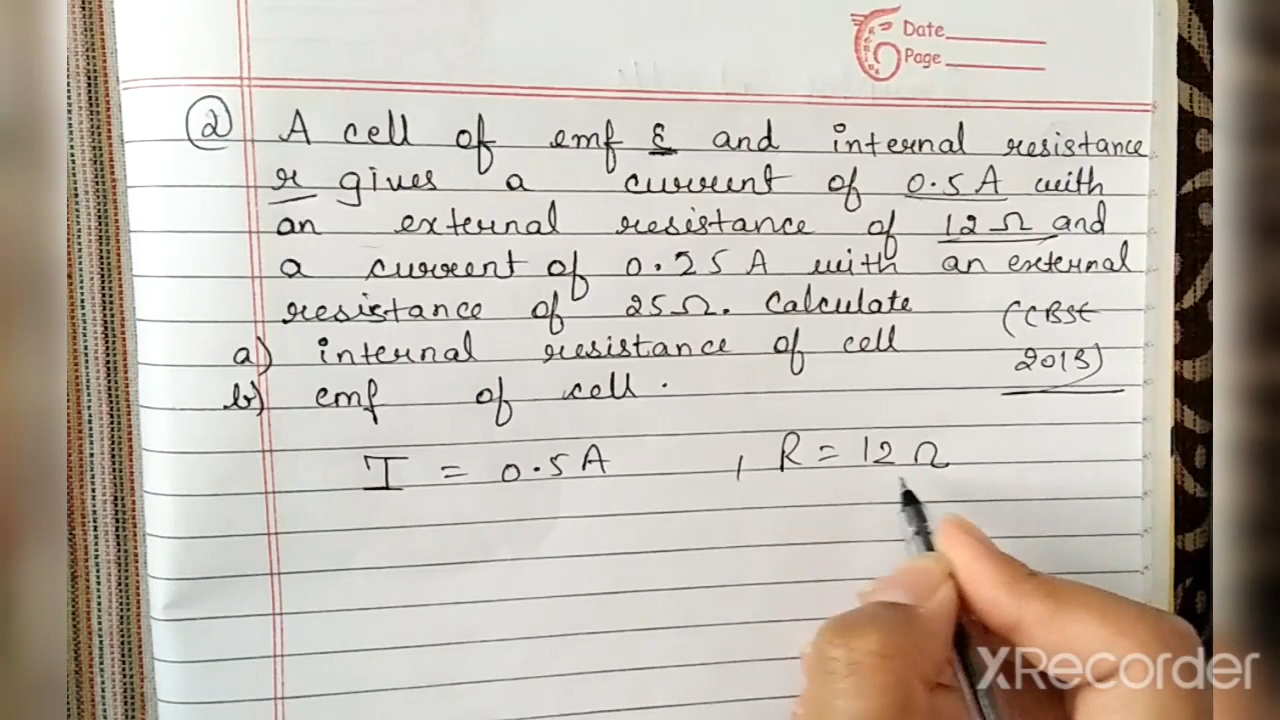 Date
Page
② A cell of emf ε and internal resistance
r gives a current of 0.5 A with
an external resistance of 12 Ω and
a current of 0.25 A with an external
resistance of 25 Ω. Calculate
(CBSE
a) internal resistance of cell
2013)
b) emf of cell.
I = 0.5 A , R = 12 Ω
XRecorder